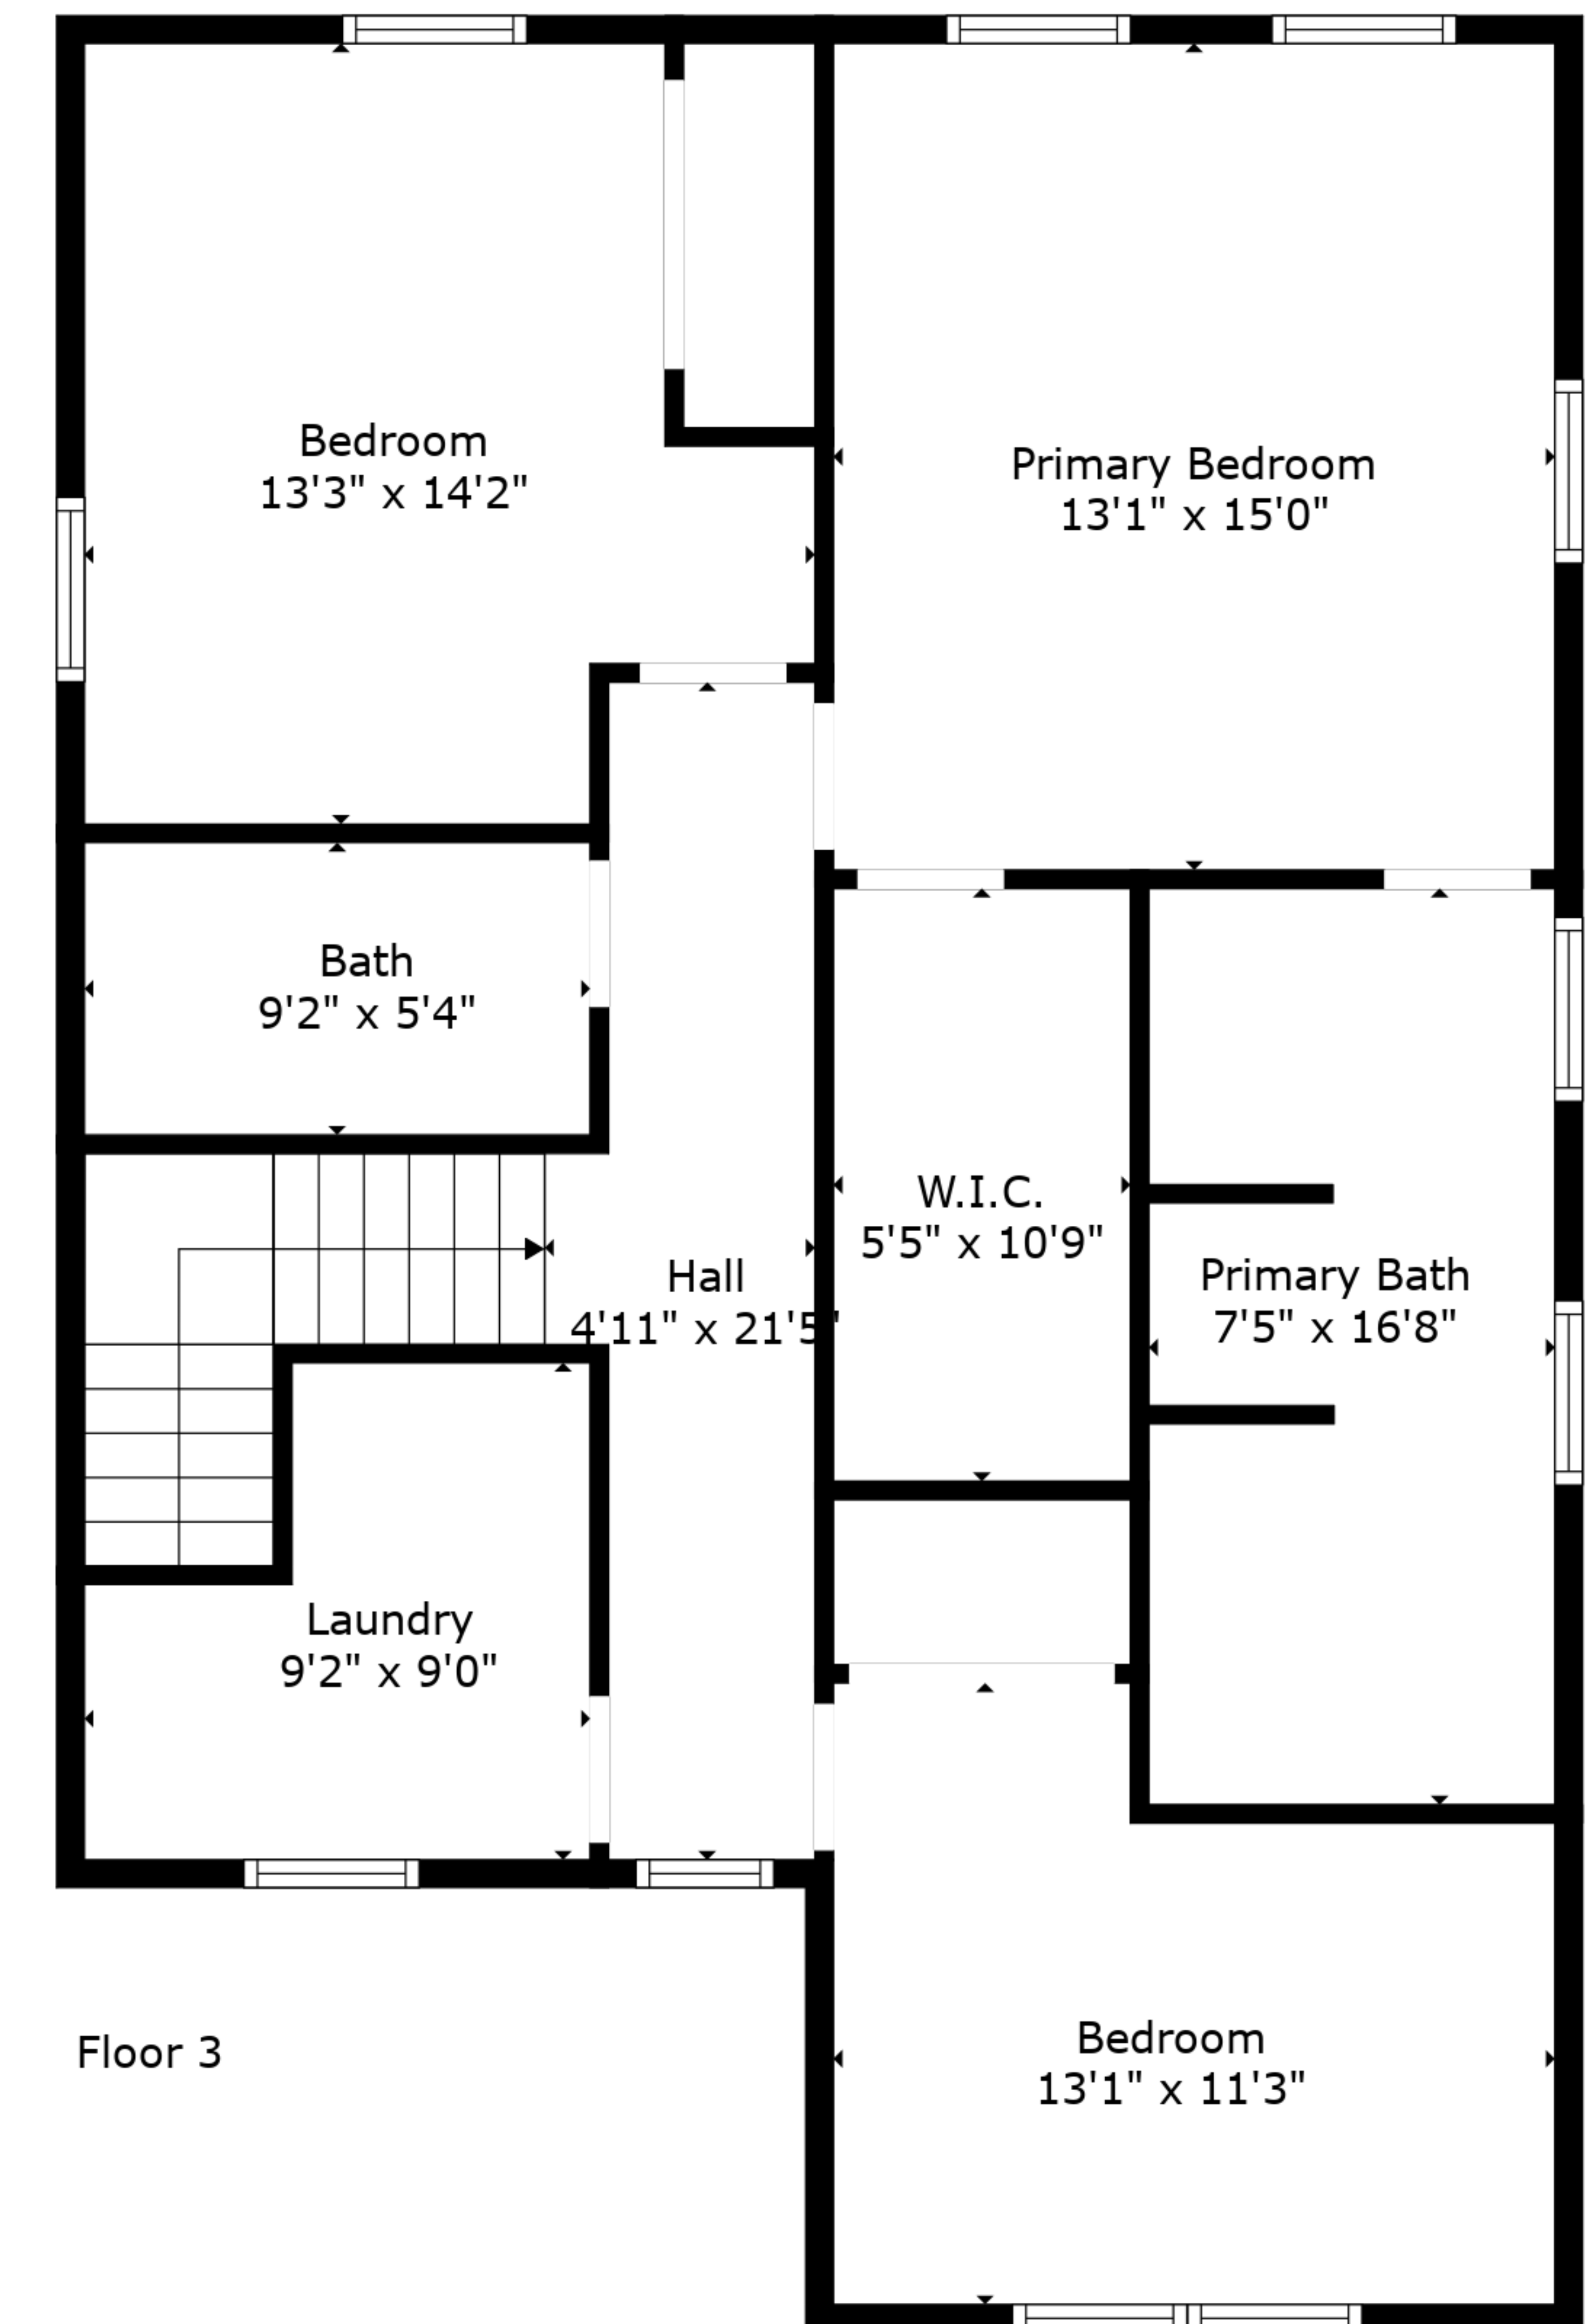 Bedroom
13'3" x 14'2"
Primary Bedroom
13'1" x 15'0"
Bath
9'2" x 5'4"
W.I.C.
5'5" x 10'9"
Hall
4'11" x 21'5"
Primary Bath
7'5" x 16'8"
Laundry
9'2" x 9'0"
Floor 3
Bedroom
13'1" x 11'3"